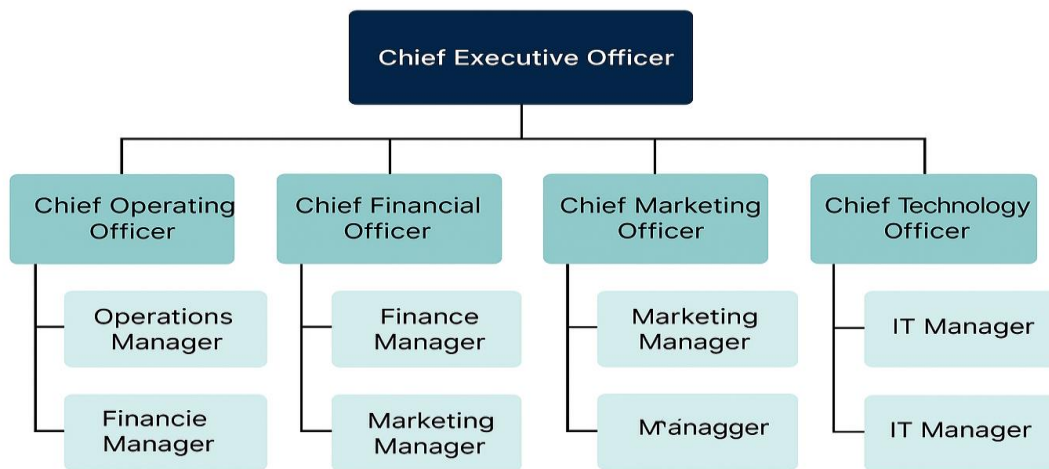 Chief Executive Officer
Chief Operating
Officer
Chief Financial
Officer
Chief Marketing
Officer
Chief Technology
Officer
Operations
Manager
Finance
Manager
Marketing
Manager
IT Manager
Financie
Manager
Marketing
Manager
IT Manager